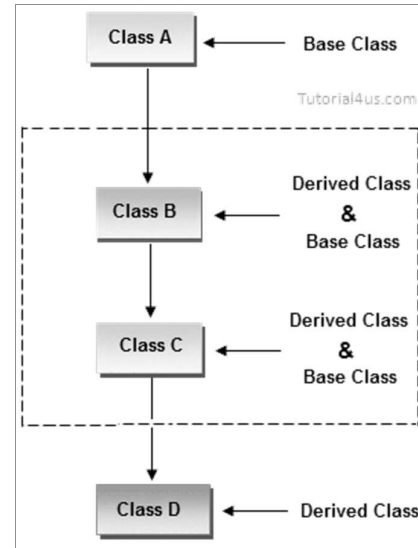 Class A
Base Class
Tutorial4us.com
Class B
Derived Class
&
Base Class
Class C
Derived Class
&
Base Class
Class D
Derived Class